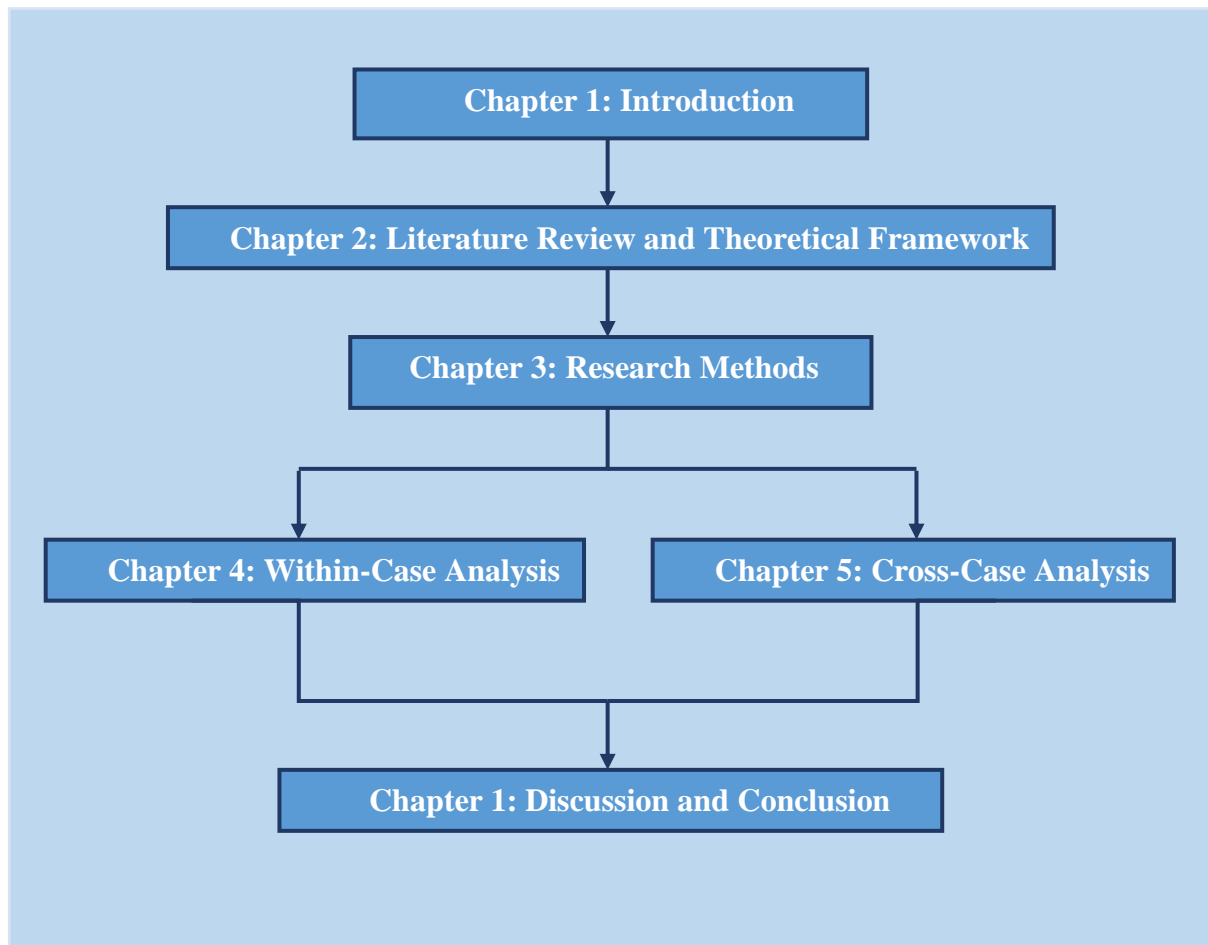 Chapter 1: Introduction
Chapter 2: Literature Review and Theoretical Framework
Chapter 3: Research Methods
Chapter 4: Within-Case Analysis
Chapter 5: Cross-Case Analysis
Chapter 1: Discussion and Conclusion